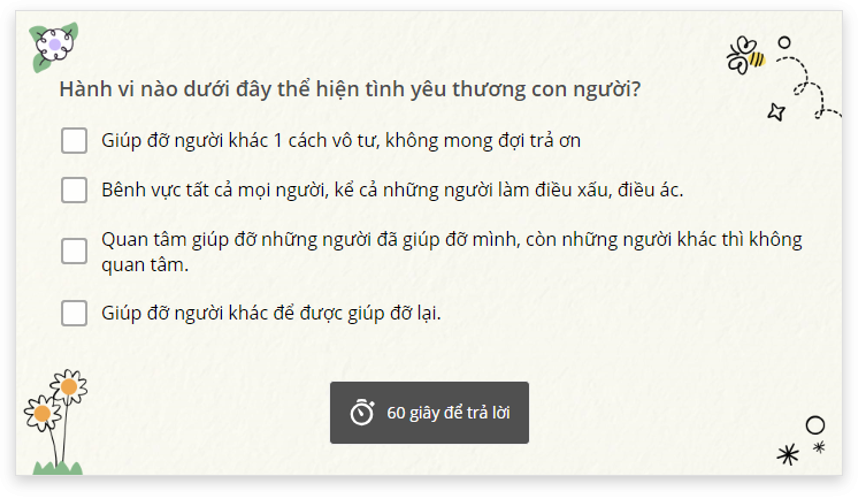 Hành vi nào dưới đây thể hiện tình yêu thương con người?
Giúp đỡ người khác 1 cách vô tư, không mong đợi trả ơn
Bênh vực tất cả mọi người, kể cả những người làm điều xấu, điều ác.
Quan tâm giúp đỡ những người đã giúp đỡ mình, còn những người khác thì không
quan tâm.
Giúp đỡ người khác để được giúp đỡ lại.
60 giây để trả lời